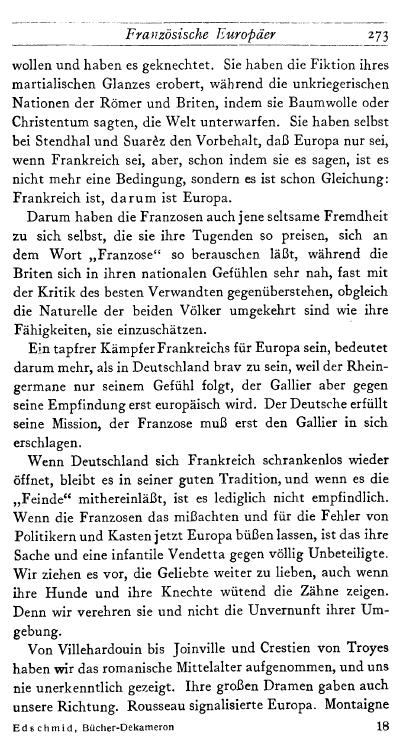 Französische Europäer 273
wollen und haben es geknechtet. Sie haben die Fiktion ihres
martialischen Glanzes erobert, während die unkriegerischen
Nationen der Römer und Briten, indem sie Baumwolle oder
Christentum sagten, die Welt unterwarfen. Sie haben selbst
bei Stendhal und Suarèz den Vorbehalt, daß Europa nur sei,
wenn Frankreich sei, aber, schon indem sie es sagen, ist es
nicht mehr eine Bedingung, sondern es ist schon Gleichung:
Frankreich ist, darum ist Europa.
Darum haben die Franzosen auch jene seltsame Fremdheit
zu sich selbst, die sie ihre Tugenden so preisen, sich an
dem Wort „Franzose“ so berauschen läßt, während die
Briten sich in ihren nationalen Gefühlen sehr nah, fast mit
der Kritik des besten Verwandten gegenüberstehen, obgleich
die Naturelle der beiden Völker umgekehrt sind wie ihre
Fähigkeiten, sie einzuschätzen.
Ein tapfrer Kämpfer Frankreichs für Europa sein, bedeutet
darum mehr, als in Deutschland brav zu sein, weil der Rhein-
germane nur seinem Gefühl folgt, der Gallier aber gegen
seine Empfindung erst europäisch wird. Der Deutsche erfüllt
seine Mission, der Franzose muß erst den Gallier in sich
erschlagen.
Wenn Deutschland sich Frankreich schrankenlos wieder
öffnet, bleibt es in seiner guten Tradition, und wenn es die
„Feinde“ mithereinläßt, ist es lediglich nicht empfindlich.
Wenn die Franzosen das mißachten und für die Fehler von
Politikern und Kasten jetzt Europa büßen lassen, ist das ihre
Sache und eine infantile Vendetta gegen völlig Unbeteiligte.
Wir ziehen es vor, die Geliebte weiter zu lieben, auch wenn
ihre Hunde und ihre Knechte wütend die Zähne zeigen.
Denn wir verehren sie und nicht die Unvernunft ihrer Um-
gebung.
Von Villehardouin bis Joinville und Crestien von Troyes
haben wir das romanische Mittelalter aufgenommen, und uns
nie unerkenntlich gezeigt. Ihre großen Dramen gaben auch
unsere Richtung. Rousseau signalisierte Europa. Montaigne
Edschmid, Bücher-Dekameron 18